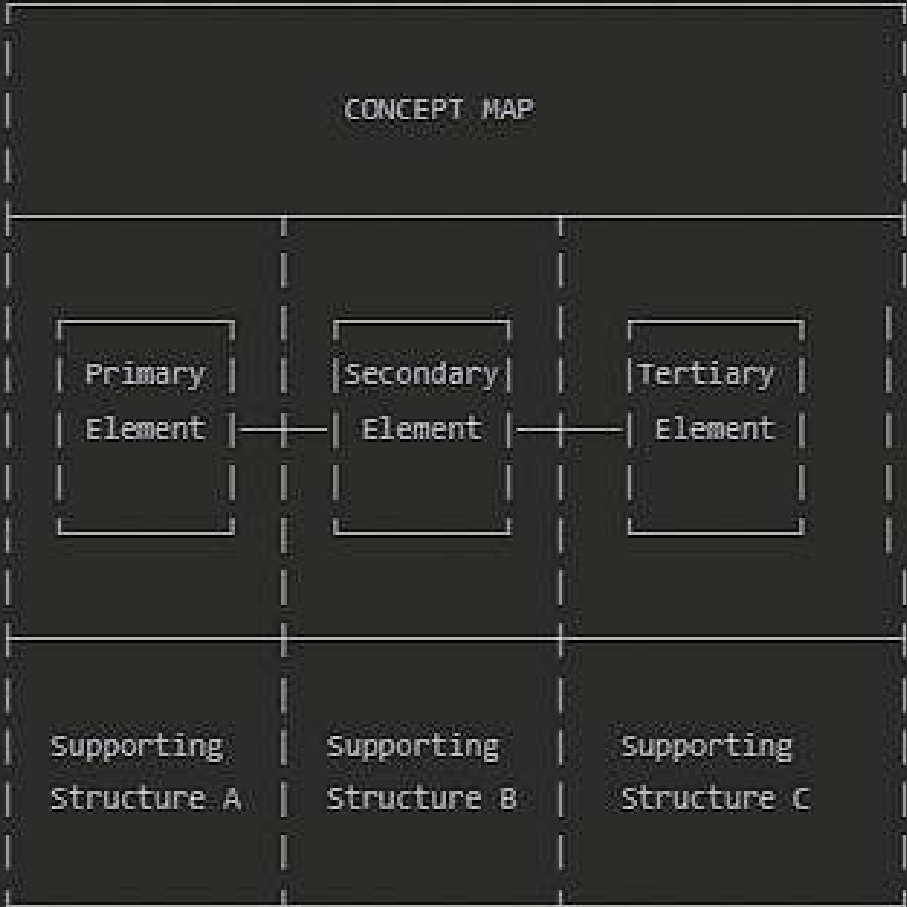 CONCEPT MAP
Primary
Element
Secondary
Element
Tertiary
Element
Supporting
Structure A
Supporting
Structure B
Supporting
Structure C